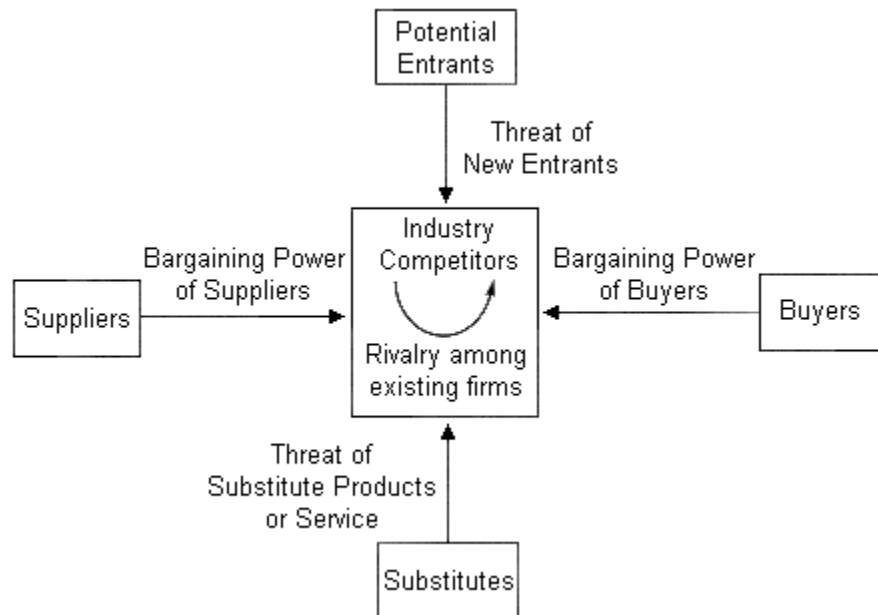 Potential
Entrants
Threat of
New Entrants
Industry
Competitors
Bargaining Power
of Suppliers
Bargaining Power
of Buyers
Suppliers
Buyers
Rivalry among
existing firms
Threat of
Substitute Products
or Service
Substitutes